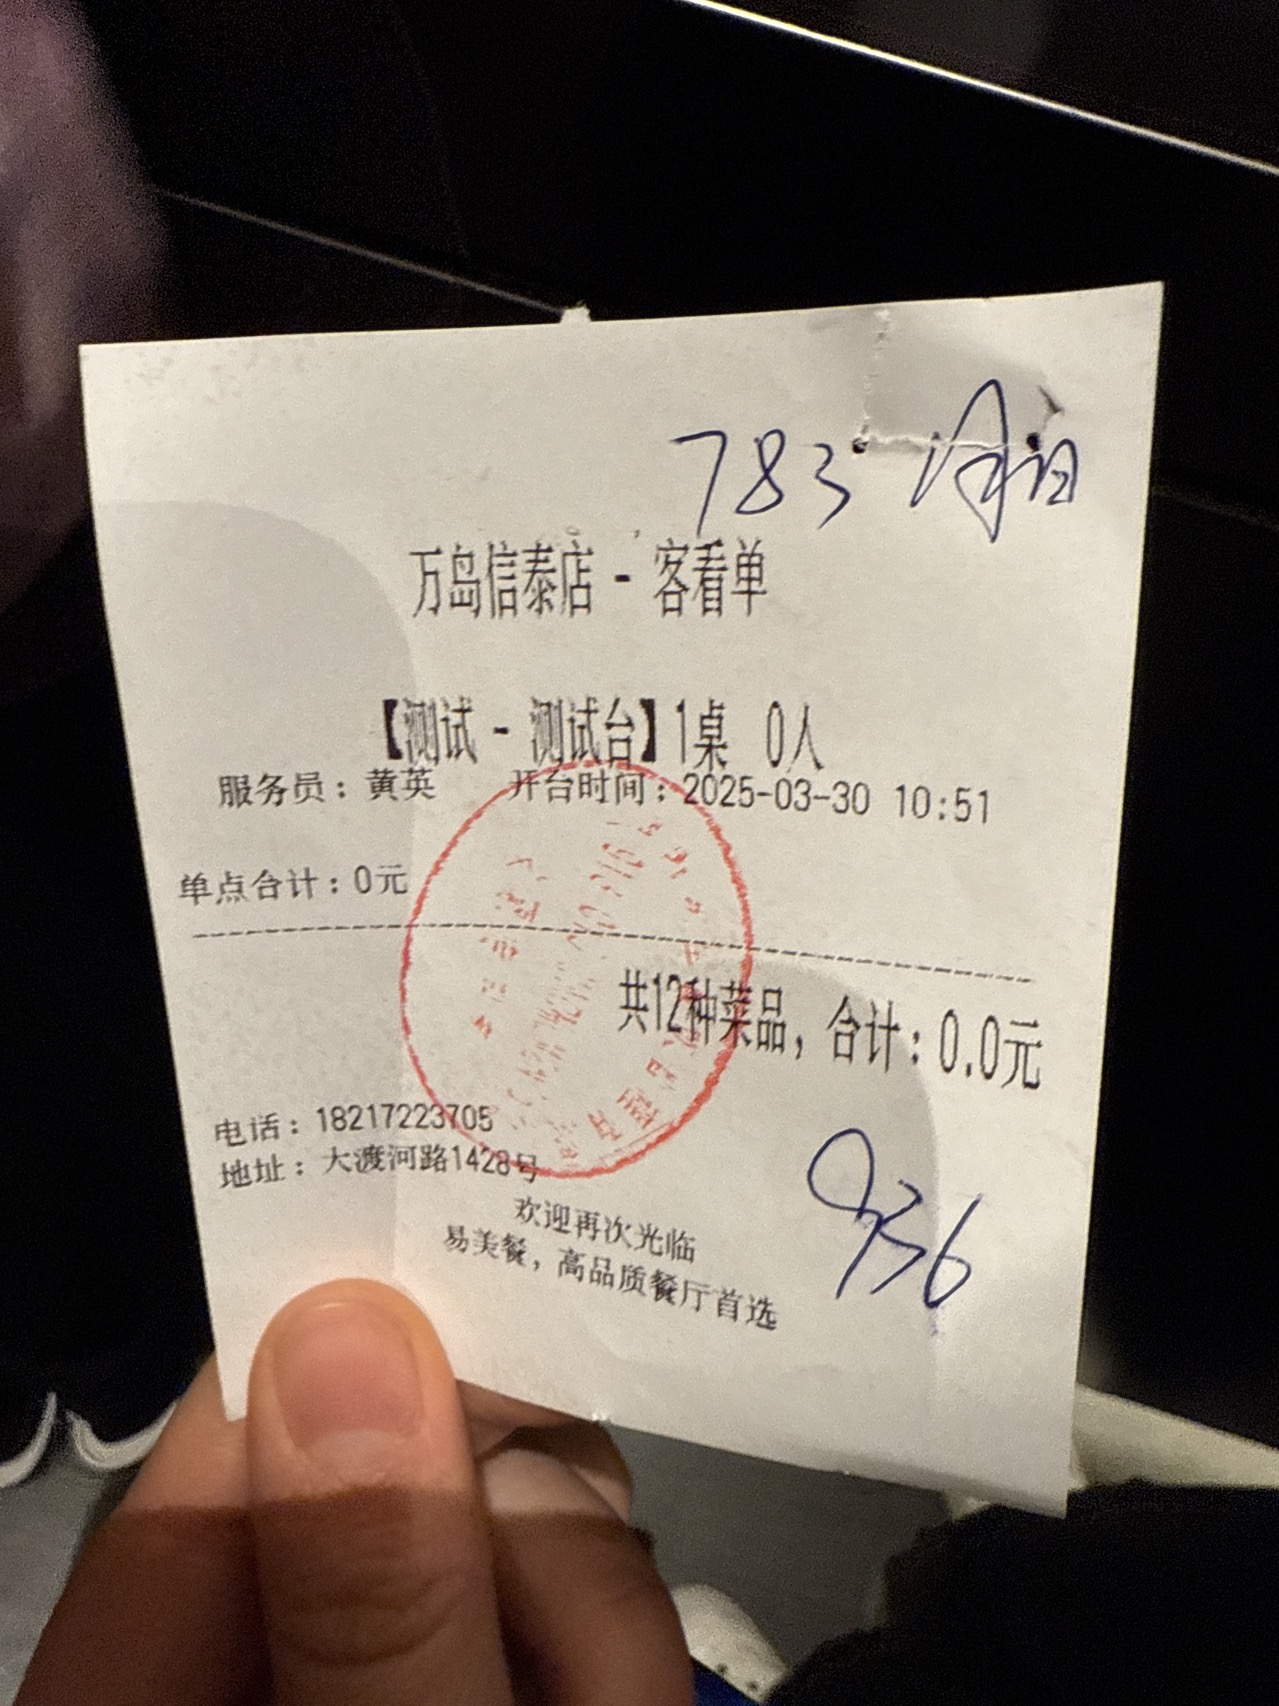 783
万岛信泰店 - 客看单
【测试 - 测试台】1桌 0人
服务员：黄英 开台时间：2025-03-30 10:51
单点合计：0元
共12种菜品，合计：0.0元
电话：18217223705
地址：大渡河路1428号
936
欢迎再次光临
易美餐，高品质餐厅首选